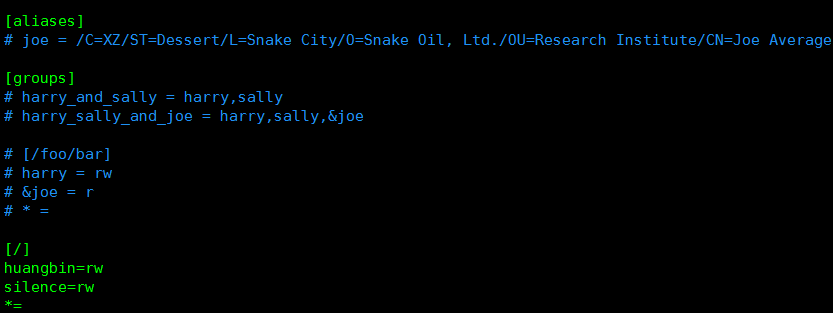 [aliases]
# joe = /C=XZ/ST=Dessert/L=Snake City/O=Snake Oil, Ltd./OU=Research Institute/CN=Joe Average
[groups]
# harry_and_sally = harry,sally
# harry_sally_and_joe = harry,sally,&joe
# [/foo/bar]
# harry = rw
# &joe = r
# * =
[/]
huangbin=rw
silence=rw
*=